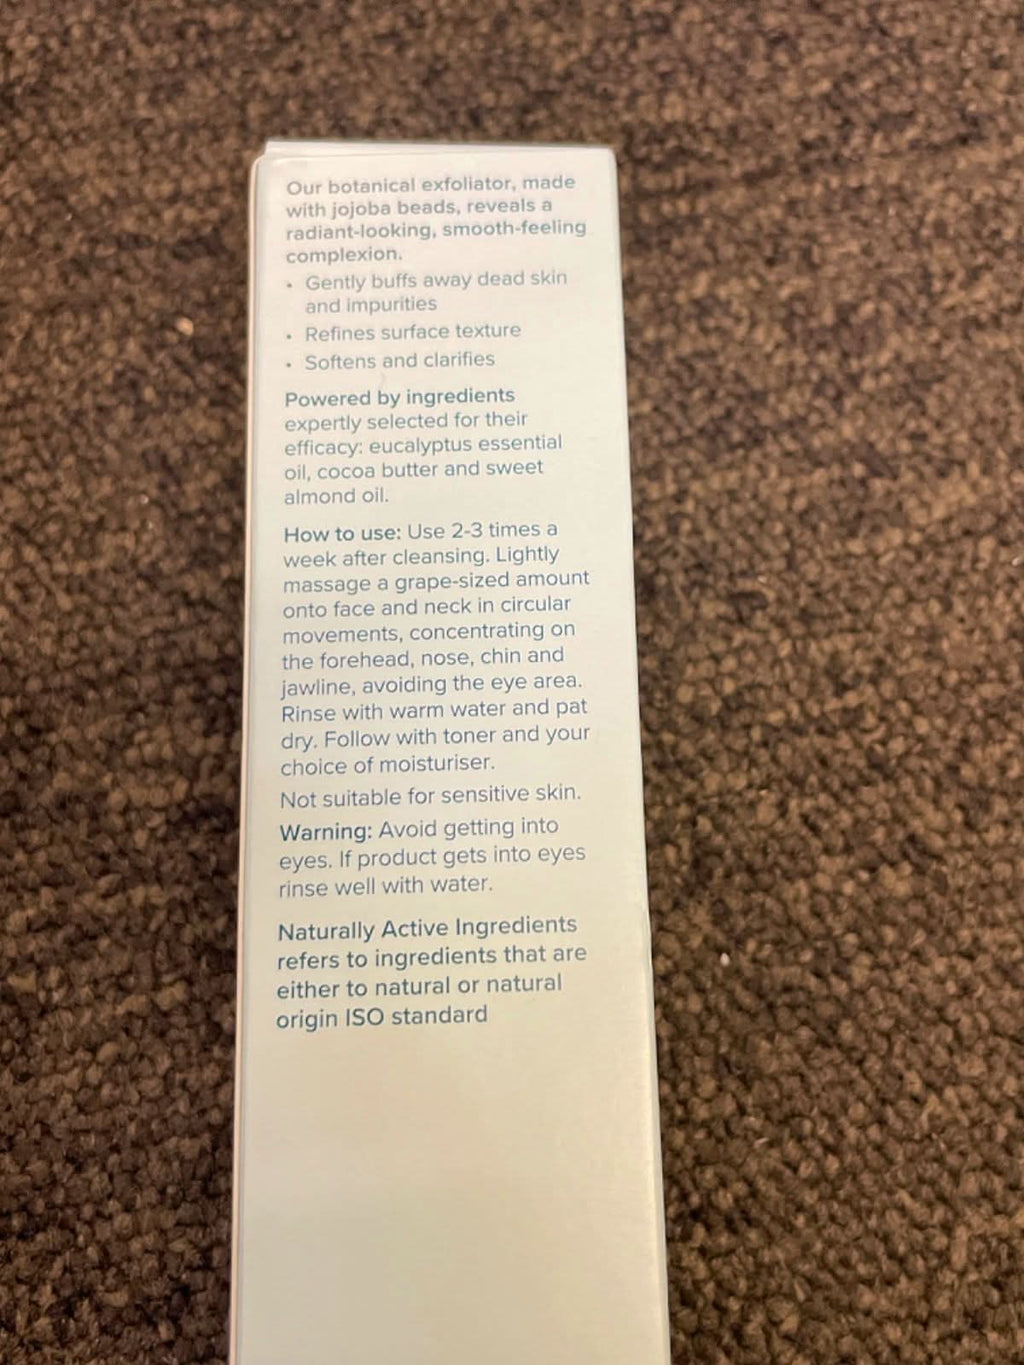 Our botanical exfoliator, made
with jojoba beads, reveals a
radiant-looking, smooth-feeling
complexion.
• Gently buffs away dead skin
and impurities
• Refines surface texture
• Softens and clarifies
Powered by ingredients
expertly selected for their
efficacy: eucalyptus essential
oil, cocoa butter and sweet
almond oil.
How to use: Use 2-3 times a
week after cleansing. Lightly
massage a grape-sized amount
onto face and neck in circular
movements, concentrating on
the forehead, nose, chin and
jawline, avoiding the eye area.
Rinse with warm water and pat
dry. Follow with toner and your
choice of moisturiser.
Not suitable for sensitive skin.
Warning: Avoid getting into
eyes. If product gets into eyes
rinse well with water.
Naturally Active Ingredients
refers to ingredients that are
either to natural or natural
origin ISO standard